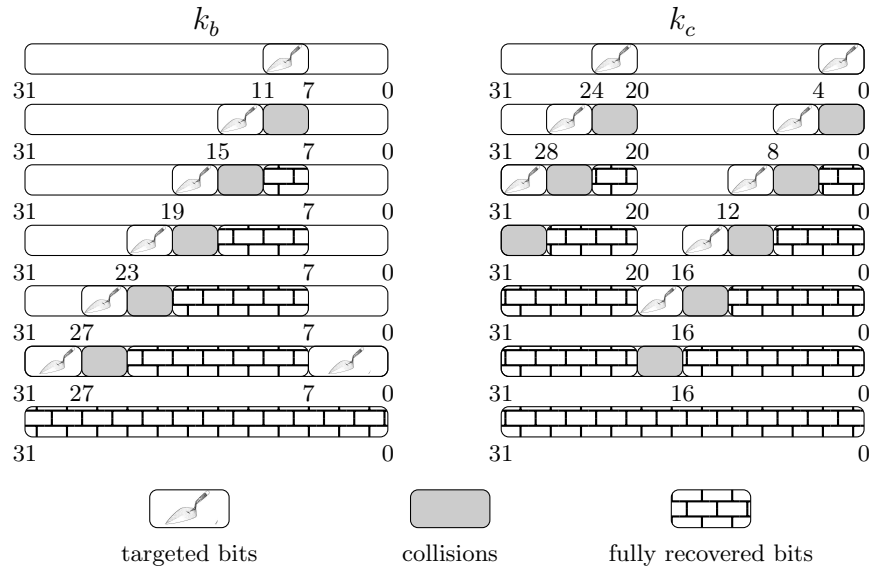 k_b k_c
31 11 7 0 31 24 20 4 0
31 15 7 0 31 28 20 8 0
31 19 7 0 31 20 12 0
31 23 7 0 31 20 16 0
31 27 7 0 31 16 0
31 27 7 0 31 16 0
31 0 31 0
targeted bits collisions fully recovered bits